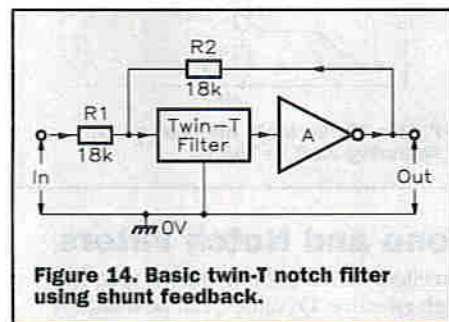 R2
18k
R1
18k
Twin-T
Filter
A
In
Out
0V
Figure 14. Basic twin-T notch filter
using shunt feedback.